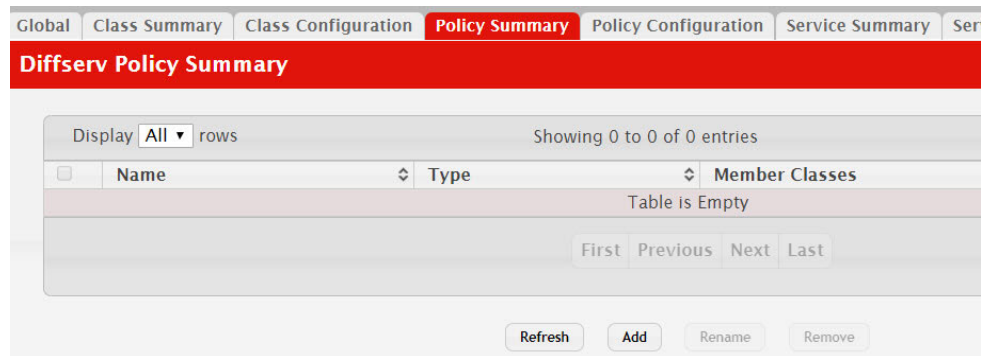 Global Class Summary Class Configuration Policy Summary Policy Configuration Service Summary Ser
Diffserv Policy Summary
Display All rows Showing 0 to 0 of 0 entries
Name Type Member Classes
Table is Empty
First Previous Next Last
Refresh Add Rename Remove